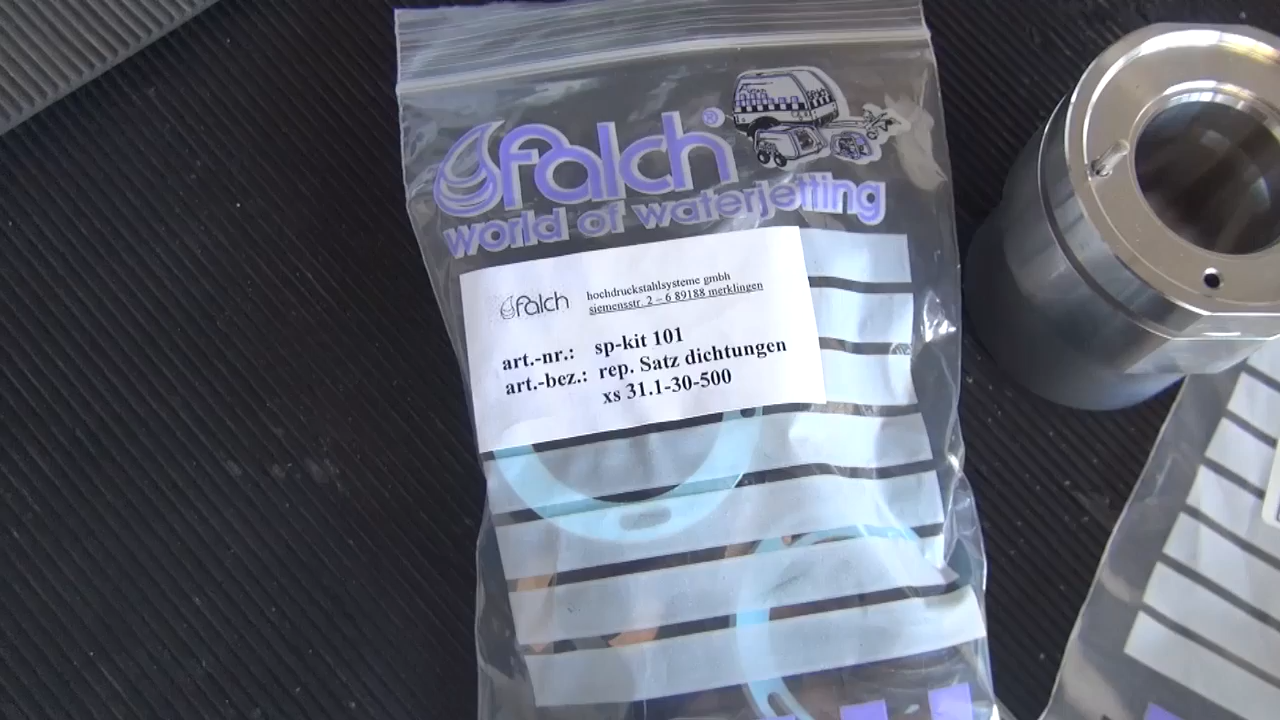 falch®
world of waterjetting
falch
hochdruckstahlsysteme gmbh
siemensstr. 2 – 6 89188 merklingen
art.-nr.: sp-kit 101
art.-bez.: rep. Satz dichtungen
xs 31.1-30-500